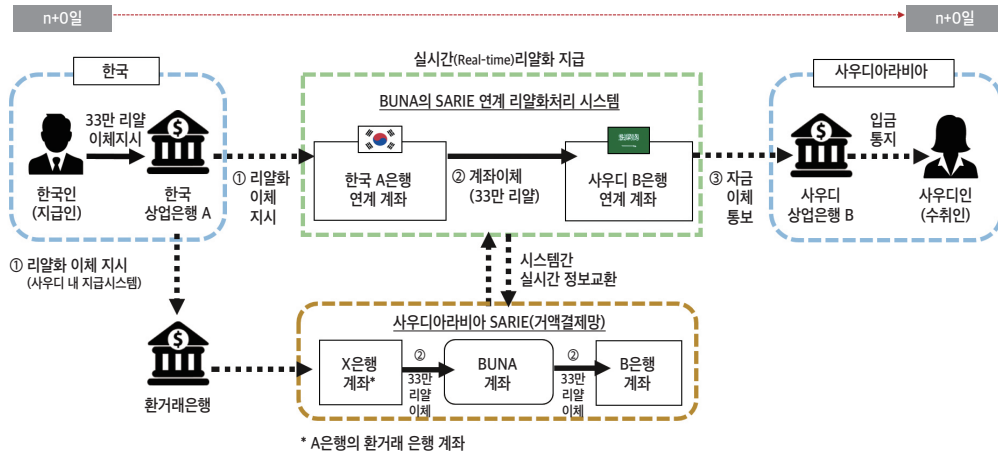 n+0일
n+0일
실시간(Real-time)리얄화 지급
한국
BUNA의 SARIE 연계 리얄화처리 시스템
사우디아라비아
33만 리얄
이체지시
한국인
(지급인)
한국
상업은행 A
① 리얄화
이체
지시
한국 A은행
연계 계좌
② 계좌이체
(33만 리얄)
사우디 B은행
연계 계좌
③ 자금
이체
통보
사우디
상업은행 B
입금
통지
사우디인
(수취인)
① 리얄화 이체 지시
(사우디 내 지급시스템)
시스템간
실시간 정보교환
환거래은행
사우디아라비아 SARIE(거액결제망)
X은행
계좌*
②
33만
리얄
이체
BUNA
계좌
②
33만
리얄
이체
B은행
계좌
* A은행의 환거래 은행 계좌